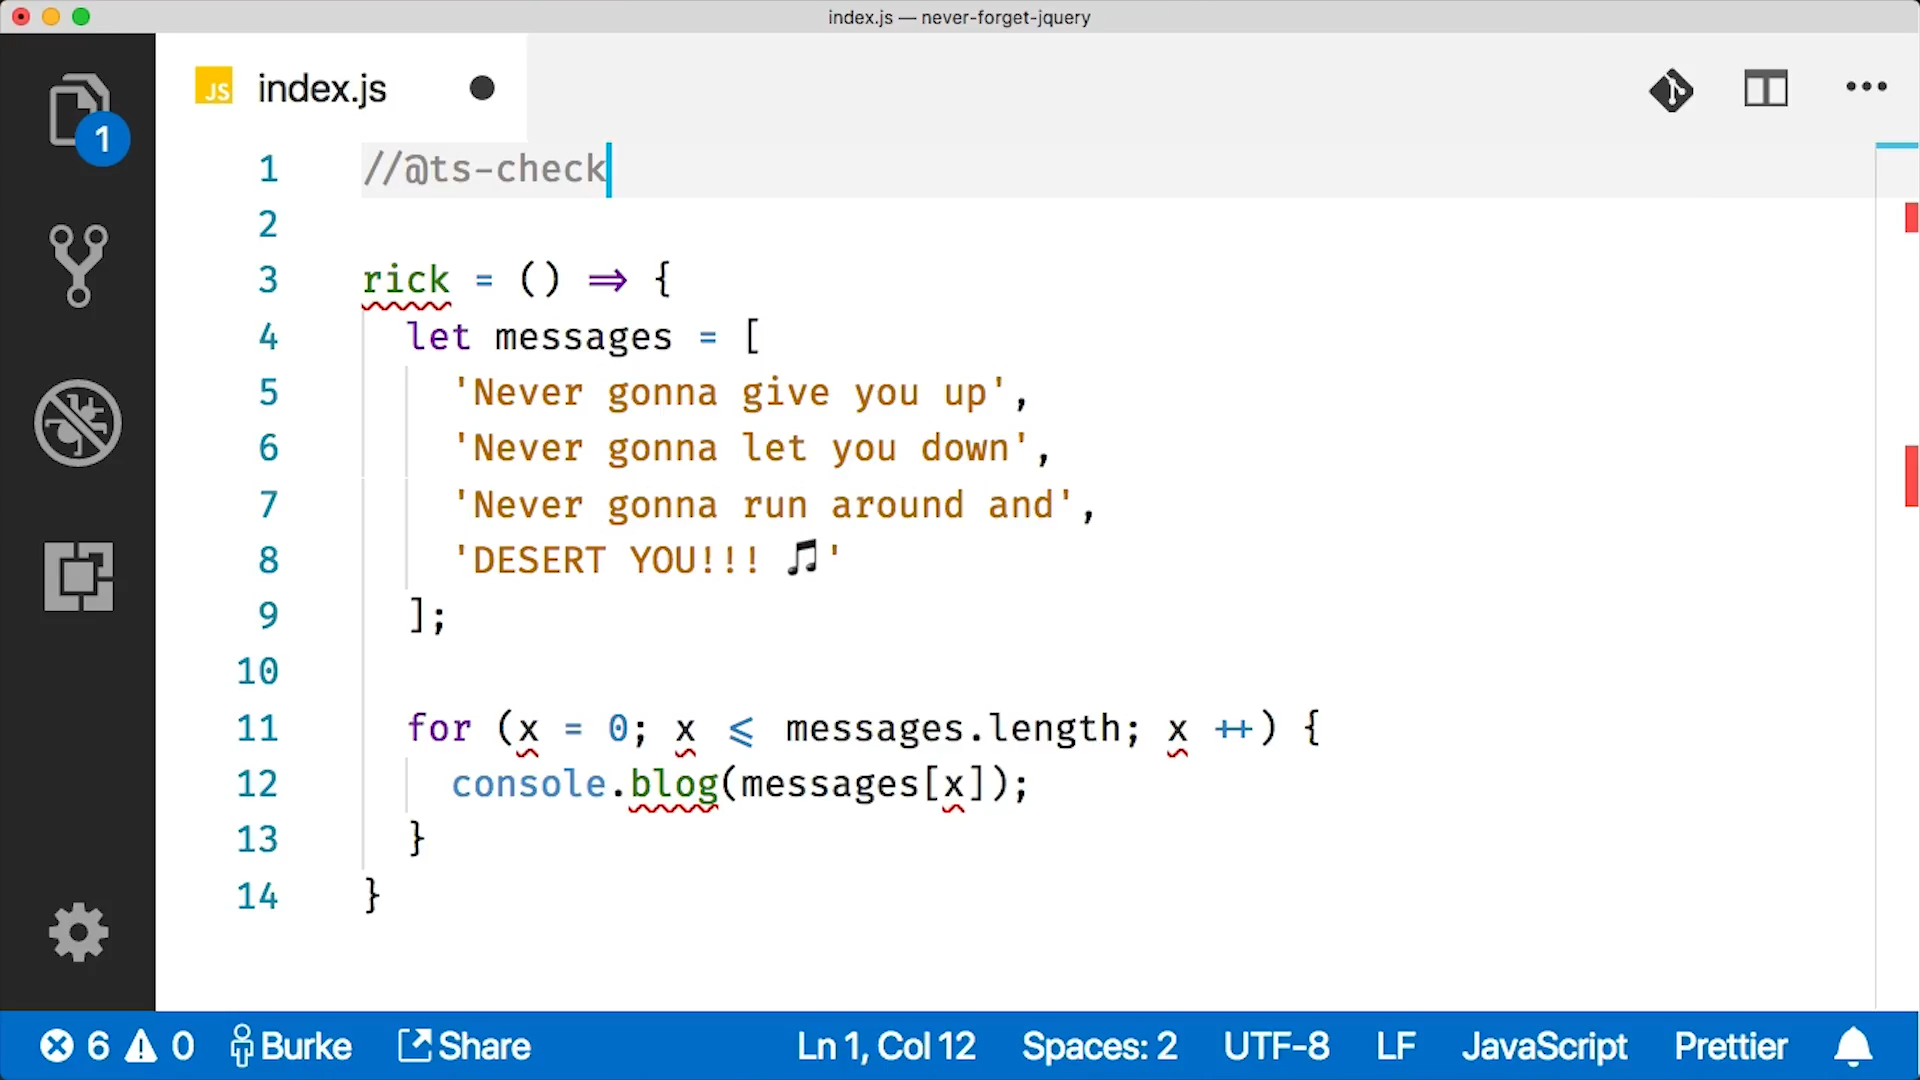 index.js — never-forget-jquery
JS index.js
1
1 //@ts-check
2
3 rick = () => {
4 let messages = [
5 'Never gonna give you up',
6 'Never gonna let you down',
7 'Never gonna run around and',
8 'DESERT YOU!!! 🎵'
9 ];
10
11 for (x = 0; x <= messages.length; x ++) {
12 console.blog(messages[x]);
13 }
14 }
6 0 Burke Share Ln 1, Col 12 Spaces: 2 UTF-8 LF JavaScript Prettier